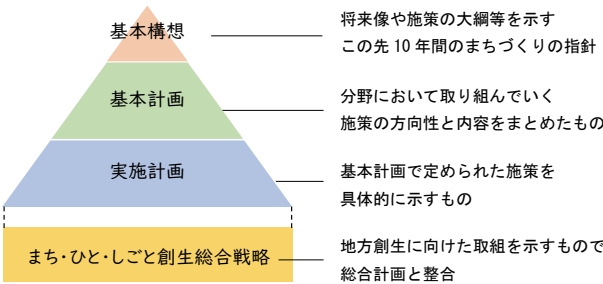 基本構想
将来像や施策の大綱等を示す
この先10年間のまちづくりの指針
基本計画
分野において取り組んでいく
施策の方向性と内容をまとめたもの
実施計画
基本計画で定められた施策を
具体的に示すもの
まち・ひと・しごと創生総合戦略
地方創生に向けた取組を示すもので
総合計画と整合